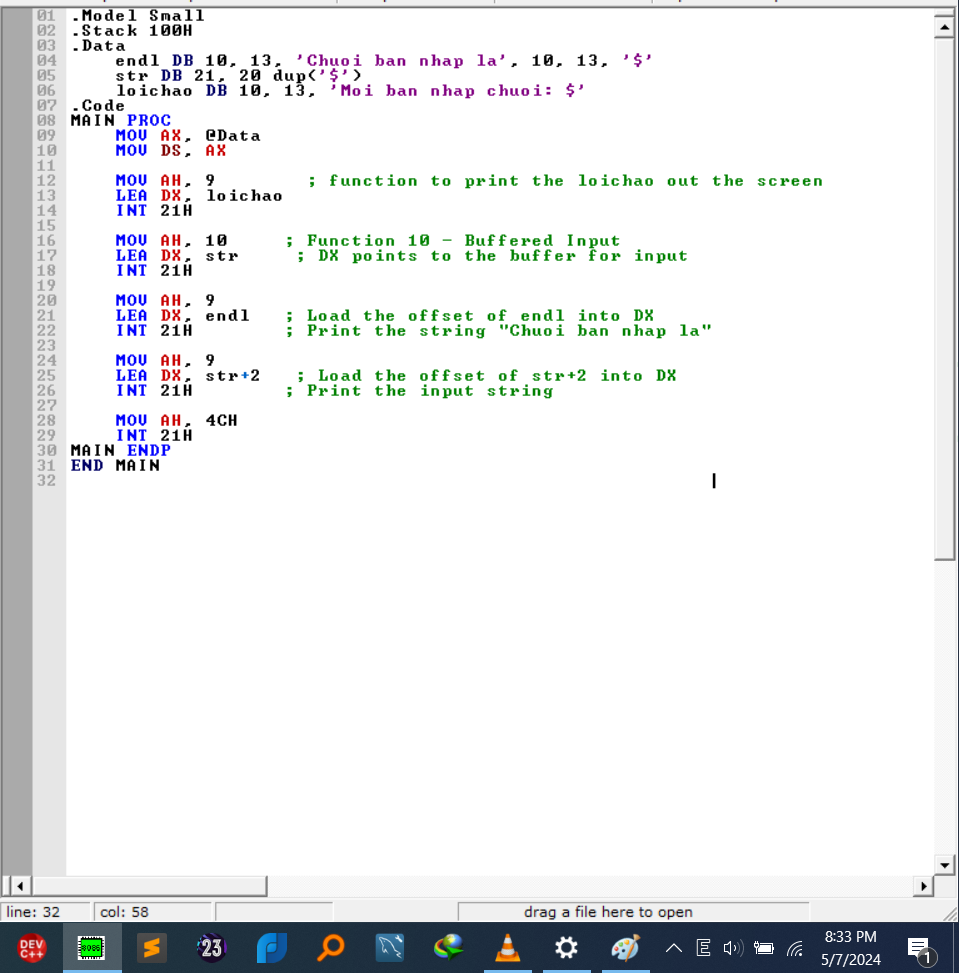 01 .Model Small
02 .Stack 100H
03 .Data
04 endl DB 10, 13, 'Chuoi ban nhap la', 10, 13, '$'
05 str DB 21, 20 dup('$')
06 loichao DB 10, 13, 'Moi ban nhap chuoi: $'
07 .Code
08 MAIN PROC
09 MOV AX, @Data
10 MOV DS, AX
11
12 MOV AH, 9 ; function to print the loichao out the screen
13 LEA DX, loichao
14 INT 21H
15
16 MOV AH, 10 ; Function 10 - Buffered Input
17 LEA DX, str ; DX points to the buffer for input
18 INT 21H
19
20 MOV AH, 9
21 LEA DX, endl ; Load the offset of endl into DX
22 INT 21H ; Print the string "Chuoi ban nhap la"
23
24 MOV AH, 9
25 LEA DX, str+2 ; Load the offset of str+2 into DX
26 INT 21H ; Print the input string
27
28 MOV AH, 4CH
29 INT 21H
30 MAIN ENDP
31 END MAIN
32
line: 32 col: 58 drag a file here to open
DEV C++ 8086 23 E 8:33 PM
5/7/2024 1